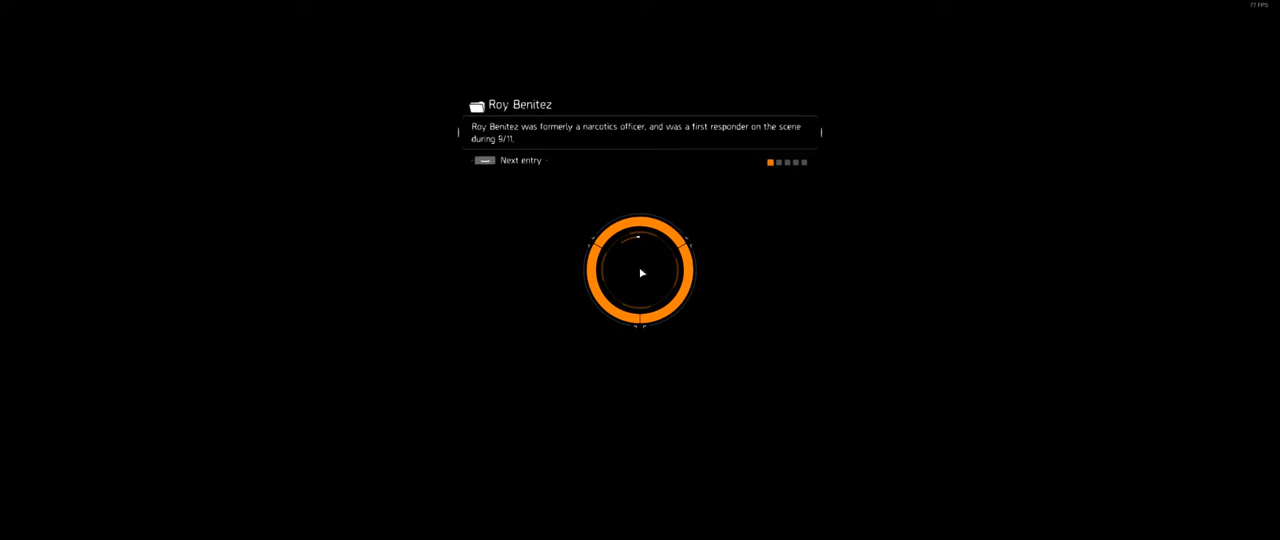 77 FPS
Roy Benitez
Roy Benitez was formerly a narcotics officer, and was a first responder on the scene
during 9/11.
Next entry